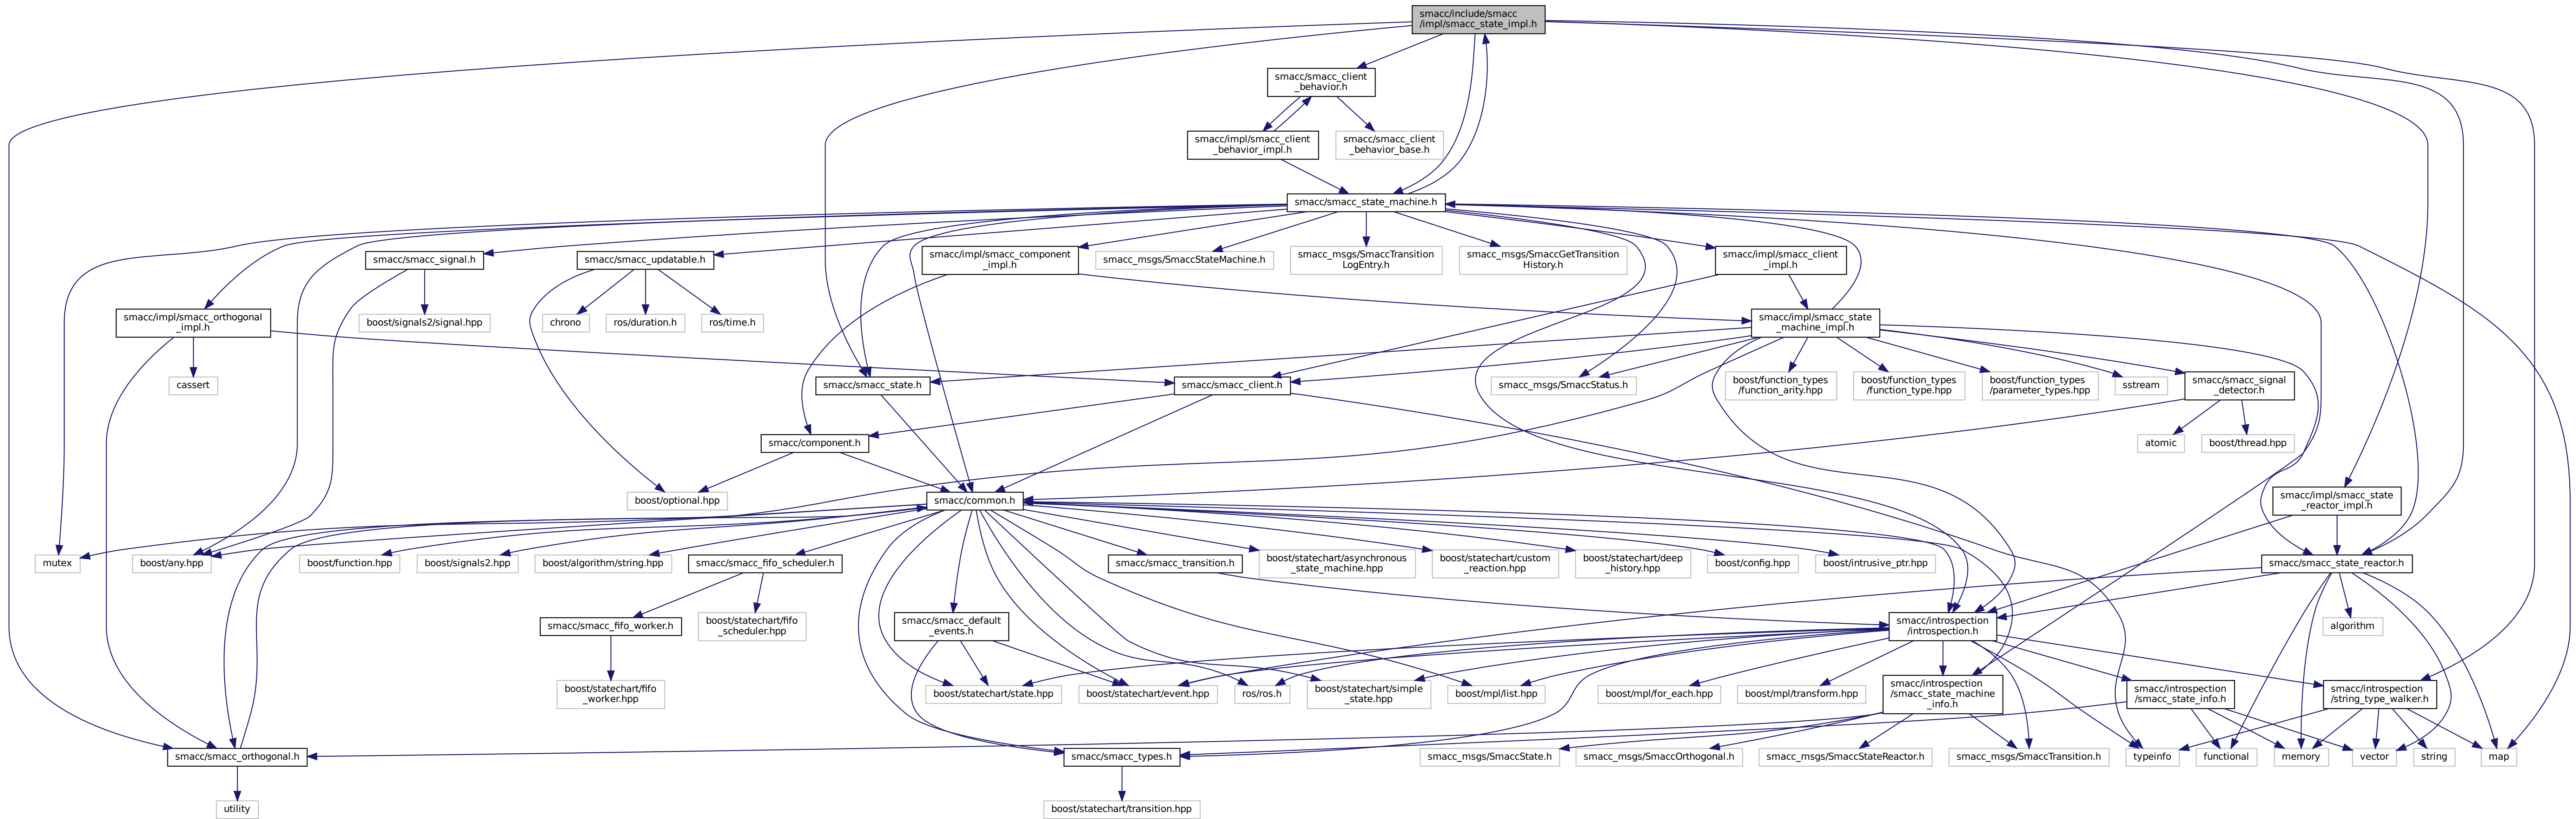 smacc/include/smacc
/impl/smacc_state_impl.h
smacc/smacc_client
_behavior.h
smacc/impl/smacc_client
_behavior_impl.h
smacc/smacc_client
_behavior_base.h
smacc/smacc_state_machine.h
smacc/smacc_signal.h
smacc/smacc_updatable.h
smacc/impl/smacc_component
_impl.h
smacc_msgs/SmaccStateMachine.h
smacc_msgs/SmaccTransition
LogEntry.h
smacc_msgs/SmaccGetTransition
History.h
smacc/impl/smacc_client
_impl.h
smacc/impl/smacc_orthogonal
_impl.h
boost/signals2/signal.hpp
chrono
ros/duration.h
ros/time.h
smacc/impl/smacc_state
_machine_impl.h
cassert
smacc/smacc_state.h
smacc/smacc_client.h
smacc_msgs/SmaccStatus.h
boost/function_types
/function_arity.hpp
boost/function_types
/function_type.hpp
boost/function_types
/parameter_types.hpp
sstream
smacc/smacc_signal
_detector.h
smacc/component.h
atomic
boost/thread.hpp
boost/optional.hpp
smacc/common.h
smacc/impl/smacc_state
_reactor_impl.h
mutex
boost/any.hpp
boost/function.hpp
boost/signals2.hpp
boost/algorithm/string.hpp
smacc/smacc_fifo_scheduler.h
smacc/smacc_transition.h
boost/statechart/asynchronous
_state_machine.hpp
boost/statechart/custom
_reaction.hpp
boost/statechart/deep
_history.hpp
boost/config.hpp
boost/intrusive_ptr.hpp
smacc/smacc_state_reactor.h
smacc/smacc_fifo_worker.h
boost/statechart/fifo
_scheduler.hpp
smacc/smacc_default
_events.h
smacc/introspection
/introspection.h
algorithm
boost/statechart/fifo
_worker.hpp
boost/statechart/state.hpp
boost/statechart/event.hpp
ros/ros.h
boost/statechart/simple
_state.hpp
boost/mpl/list.hpp
boost/mpl/for_each.hpp
boost/mpl/transform.hpp
smacc/introspection
/smacc_state_machine
_info.h
smacc/introspection
/smacc_state_info.h
smacc/introspection
/string_type_walker.h
smacc/smacc_orthogonal.h
smacc/smacc_types.h
smacc_msgs/SmaccState.h
smacc_msgs/SmaccOrthogonal.h
smacc_msgs/SmaccStateReactor.h
smacc_msgs/SmaccTransition.h
typeinfo
functional
memory
vector
string
map
utility
boost/statechart/transition.hpp